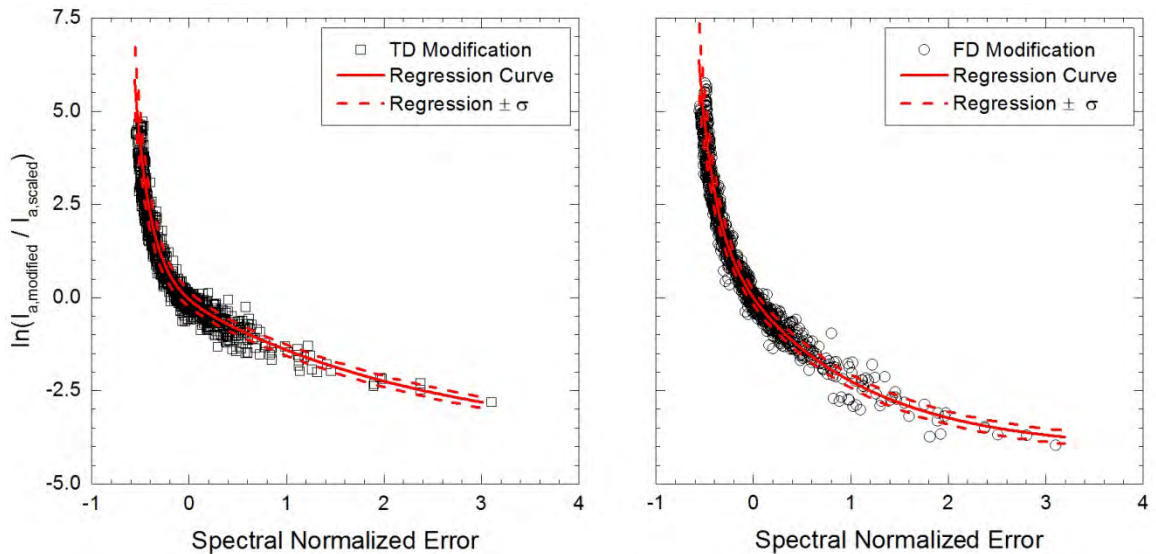 7.5
5.0
2.5
0.0
-2.5
-5.0
ln(Ia,modified / Ia,scaled)
TD Modification
Regression Curve
Regression ± σ
-1 0 1 2 3 4
Spectral Normalized Error
FD Modification
Regression Curve
Regression ± σ
-1 0 1 2 3 4
Spectral Normalized Error